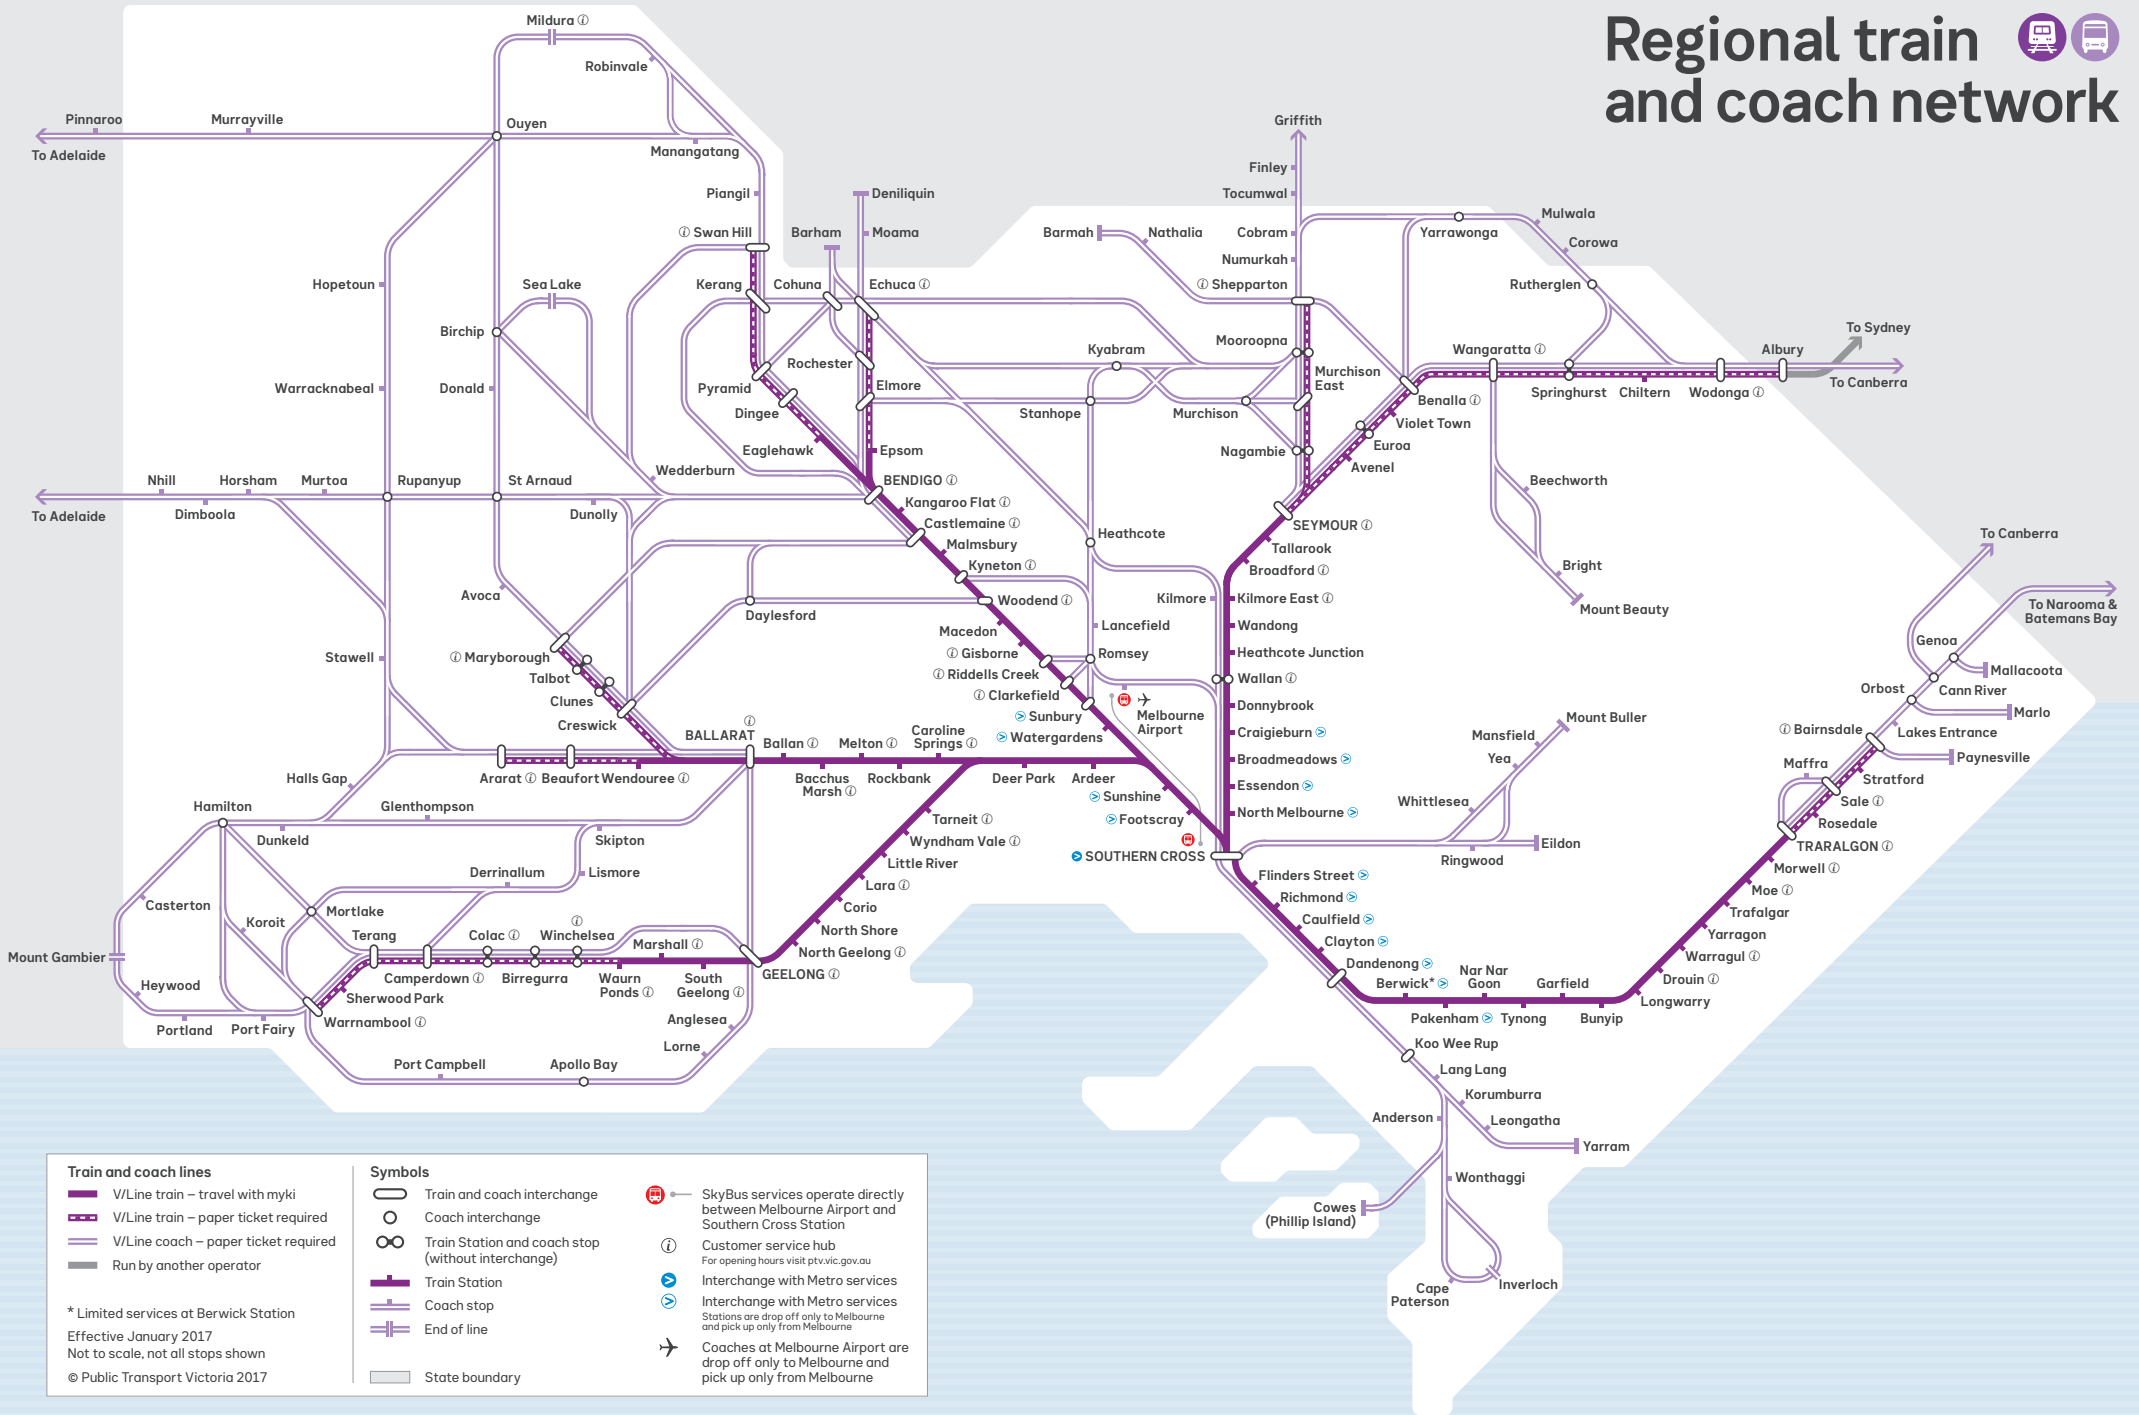 Regional train
and coach network
Mildura
Robinvale
Pinnaroo
Murrayville
Ouyen
To Adelaide
Manangatang
Griffith
Finley
Piangil
Deniliquin
Tocumwal
Swan Hill
Barham
Moama
Barmah
Nathalia
Cobram
Yarrawonga
Mulwala
Corowa
Numurkah
Hopetoun
Sea Lake
Kerang
Cohuna
Echuca
Shepparton
Rutherglen
Birchip
Mooroopna
To Sydney
Kyabram
Wangaratta
Albury
Rochester
Murchison
East
To Canberra
Warracknabeal
Donald
Pyramid
Elmore
Springhurst
Chiltern
Wodonga
Dingee
Stanhope
Murchison
Benalla
Violet Town
Eaglehawk
Epsom
Nagambie
Euroa
Avenel
Wedderburn
Nhill
Horsham
Murtoa
Rupanyup
St Arnaud
BENDIGO
Beechworth
To Adelaide
Dimboola
Dunolly
Kangaroo Flat
Castlemaine
SEYMOUR
Malmsbury
Heathcote
Tallarook
To Canberra
Kyneton
Broadford
Bright
Avoca
Daylesford
Woodend
Kilmore
Kilmore East
Mount Beauty
To Narooma &
Batemans Bay
Macedon
Lancefield
Wandong
Genoa
Stawell
Maryborough
Gisborne
Romsey
Heathcote Junction
Mallacoota
Talbot
Riddells Creek
Wallan
Cann River
Orbost
Clunes
Clarkefield
Donnybrook
Marlo
Creswick
Sunbury
Melbourne
Airport
Mount Buller
Watergardens
Craigieburn
Mansfield
Bairnsdale
Lakes Entrance
BALLARAT
Ballan
Melton
Caroline
Springs
Broadmeadows
Yea
Paynesville
Halls Gap
Ararat
Beaufort
Wendouree
Bacchus
Marsh
Rockbank
Deer Park
Ardeer
Essendon
Maffra
Stratford
Hamilton
Glenthompson
Sunshine
Whittlesea
Sale
Dunkeld
Skipton
Tarneit
Footscray
North Melbourne
Rosedale
Wyndham Vale
SOUTHERN CROSS
Ringwood
Eildon
TRARALGON
Little River
Derrinallum
Lismore
Lara
Flinders Street
Morwell
Richmond
Moe
Casterton
Mortlake
Corio
Caulfield
Trafalgar
Koroit
North Shore
Clayton
Yarragon
Terang
Colac
Winchelsea
Marshall
North Geelong
Dandenong
Warragul
Mount Gambier
Camperdown
Birregurra
Waurn
Ponds
South
Geelong
GEELONG
Berwick*
Nar Nar
Goon
Garfield
Drouin
Heywood
Sherwood Park
Longwarry
Portland
Port Fairy
Warrnambool
Anglesea
Pakenham
Tynong
Bunyip
Lorne
Koo Wee Rup
Port Campbell
Apollo Bay
Lang Lang
Korumburra
Anderson
Leongatha
Yarram
Wonthaggi
Cowes
(Phillip Island)
Cape
Paterson
Inverloch
Train and coach lines
V/Line train – travel with myki
V/Line train – paper ticket required
V/Line coach – paper ticket required
Run by another operator
* Limited services at Berwick Station
Effective January 2017
Not to scale, not all stops shown
© Public Transport Victoria 2017
Symbols
Train and coach interchange
Coach interchange
Train Station and coach stop
(without interchange)
Train Station
Coach stop
End of line
State boundary
SkyBus services operate directly
between Melbourne Airport and
Southern Cross Station
Customer service hub
For opening hours visit ptv.vic.gov.au
Interchange with Metro services
Interchange with Metro services
Stations are drop off only to Melbourne
and pick up only from Melbourne
Coaches at Melbourne Airport are
drop off only to Melbourne and
pick up only from Melbourne